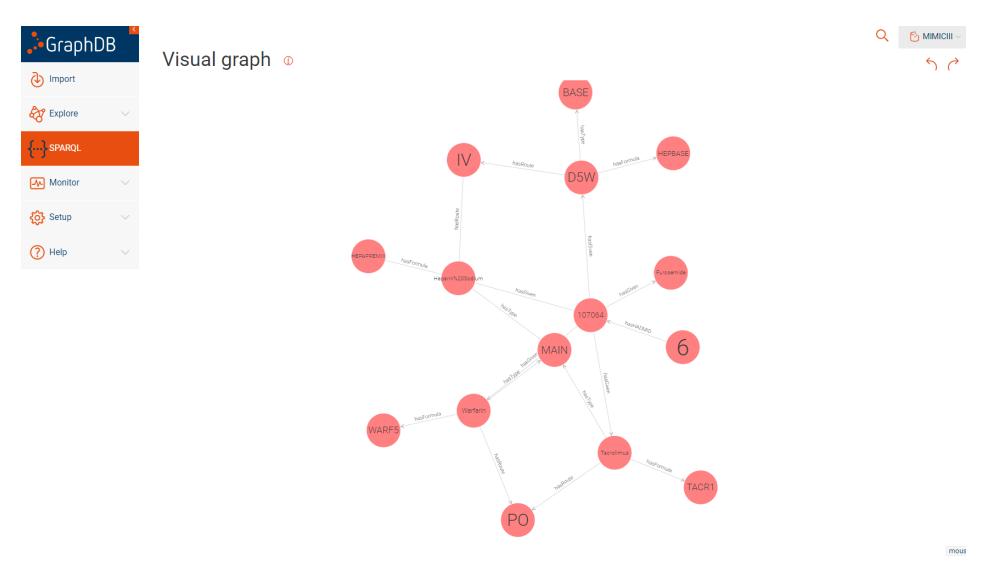 GraphDB
MIMICIII
Visual graph
Import
Explore
SPARQL
Monitor
Setup
Help
BASE
hasType
IV
hasRoute
hasFormula
HEPBASE
D5W
hasRoute
hasGiven
hasFormula
Heparin%20Sodium
Furosemide
hasGiven
hasGiven
hasType
107064
hasHADMID
6
MAIN
hasGiven
hasType
hasGiven
hasType
Warfarin
hasFormula
WARF5
Tacrolimus
hasRoute
hasFormula
hasRoute
TACR1
PO
mous